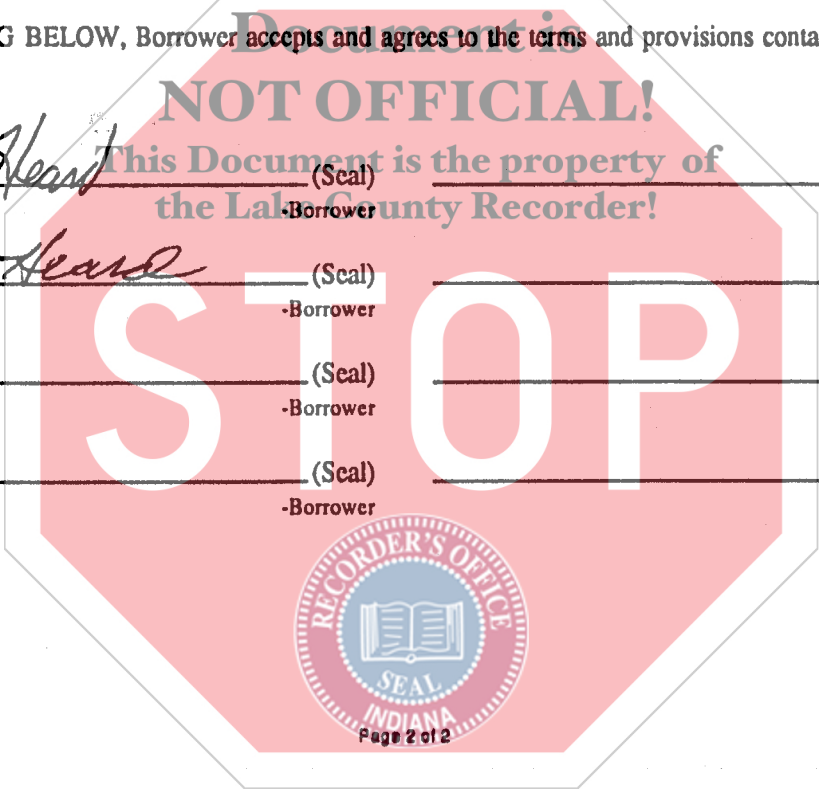 G BELOW, Borrower accepts and agrees to the terms and provisions conta
Document is
NOT OFFICIAL!
This Document is the property of
the Lake County Recorder!
Heard (Seal)
-Borrower
Heard (Seal)
-Borrower
STOP
(Seal)
-Borrower
(Seal)
-Borrower
RECORDER'S OFFICE
SEAL
INDIANA
Page 2 of 2